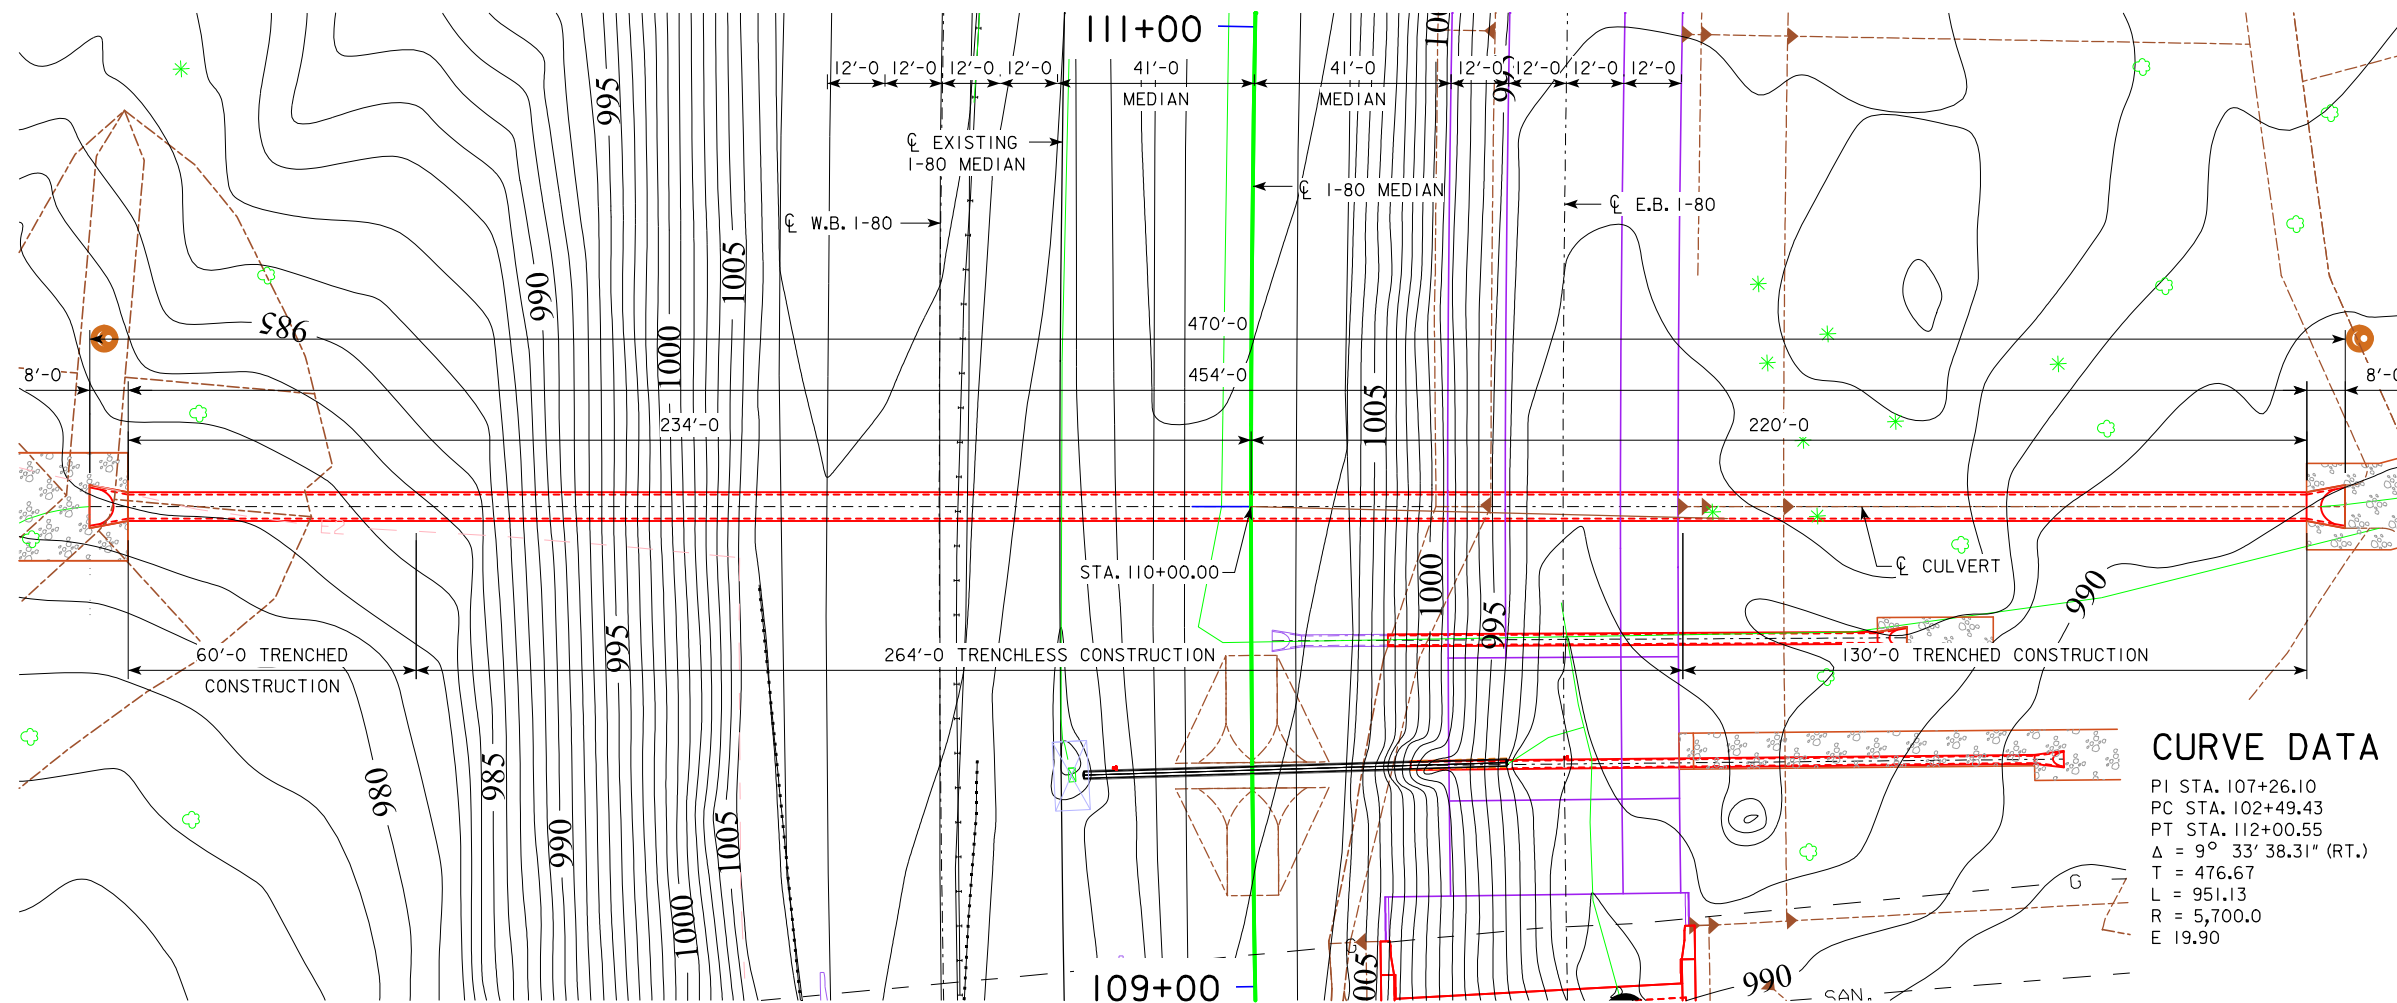 111+00
12'-0 12'-0 12'-0 12'-0 41'-0 41'-0 12'-0 12'-0 12'-0 12'-0
MEDIAN MEDIAN
995
℄ EXISTING
I-80 MEDIAN
℄ I-80 MEDIAN
℄ W.B. I-80
℄ E.B. I-80
1005
990
985
470'-0
1000
8'-0
454'-0
1005
234'-0
220'-0
E2
STA. 110+00.00
℄ CULVERT
1000
990
995
995
60'-0 TRENCHED
CONSTRUCTION
264'-0 TRENCHLESS CONSTRUCTION
130'-0 TRENCHED CONSTRUCTION
980
985
990
1005
1000
CURVE DATA
PI STA. 107+26.10
PC STA. 102+49.43
PT STA. 112+00.55
Δ = 9° 33' 38.31" (RT.)
T = 476.67
L = 951.13
R = 5,700.0
E 19.90
G
G
109+00
990
SAN.